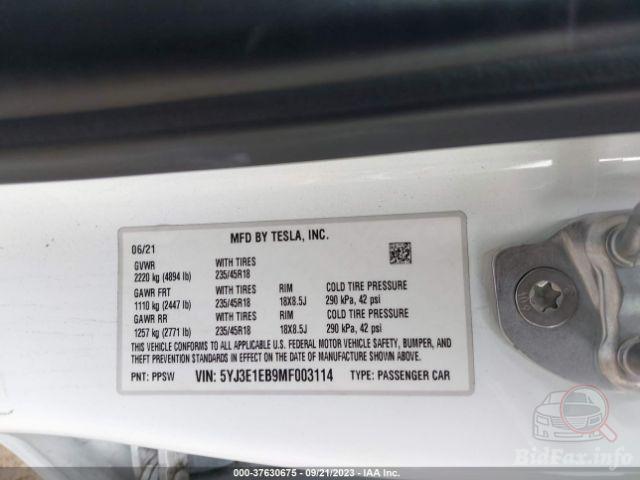 06/21 MFD BY TESLA, INC.
GVWR WITH TIRES
2220 kg (4894 lb) 235/45R18
GAWR FRT WITH TIRES RIM COLD TIRE PRESSURE
1110 kg (2447 lb) 235/45R18 18X8.5J 290 kPa, 42 psi
GAWR RR WITH TIRES RIM COLD TIRE PRESSURE
1257 kg (2771 lb) 235/45R18 18X8.5J 290 kPa, 42 psi
THIS VEHICLE CONFORMS TO ALL APPLICABLE U.S. FEDERAL MOTOR VEHICLE SAFETY, BUMPER, AND
THEFT PREVENTION STANDARDS IN EFFECT ON THE DATE OF MANUFACTURE SHOWN ABOVE.
PNT: PPSW VIN: 5YJ3E1EB9MF003114 TYPE: PASSENGER CAR
BidFax.info
000-37630675 - 09/21/2023 - IAA Inc.